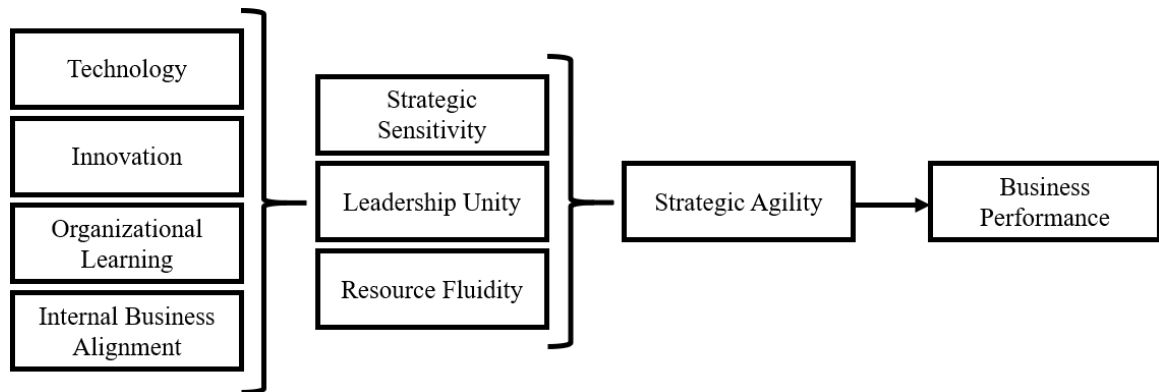 Technology
Innovation
Organizational
Learning
Internal Business
Alignment
Strategic
Sensitivity
Leadership Unity
Resource Fluidity
Strategic Agility
Business
Performance